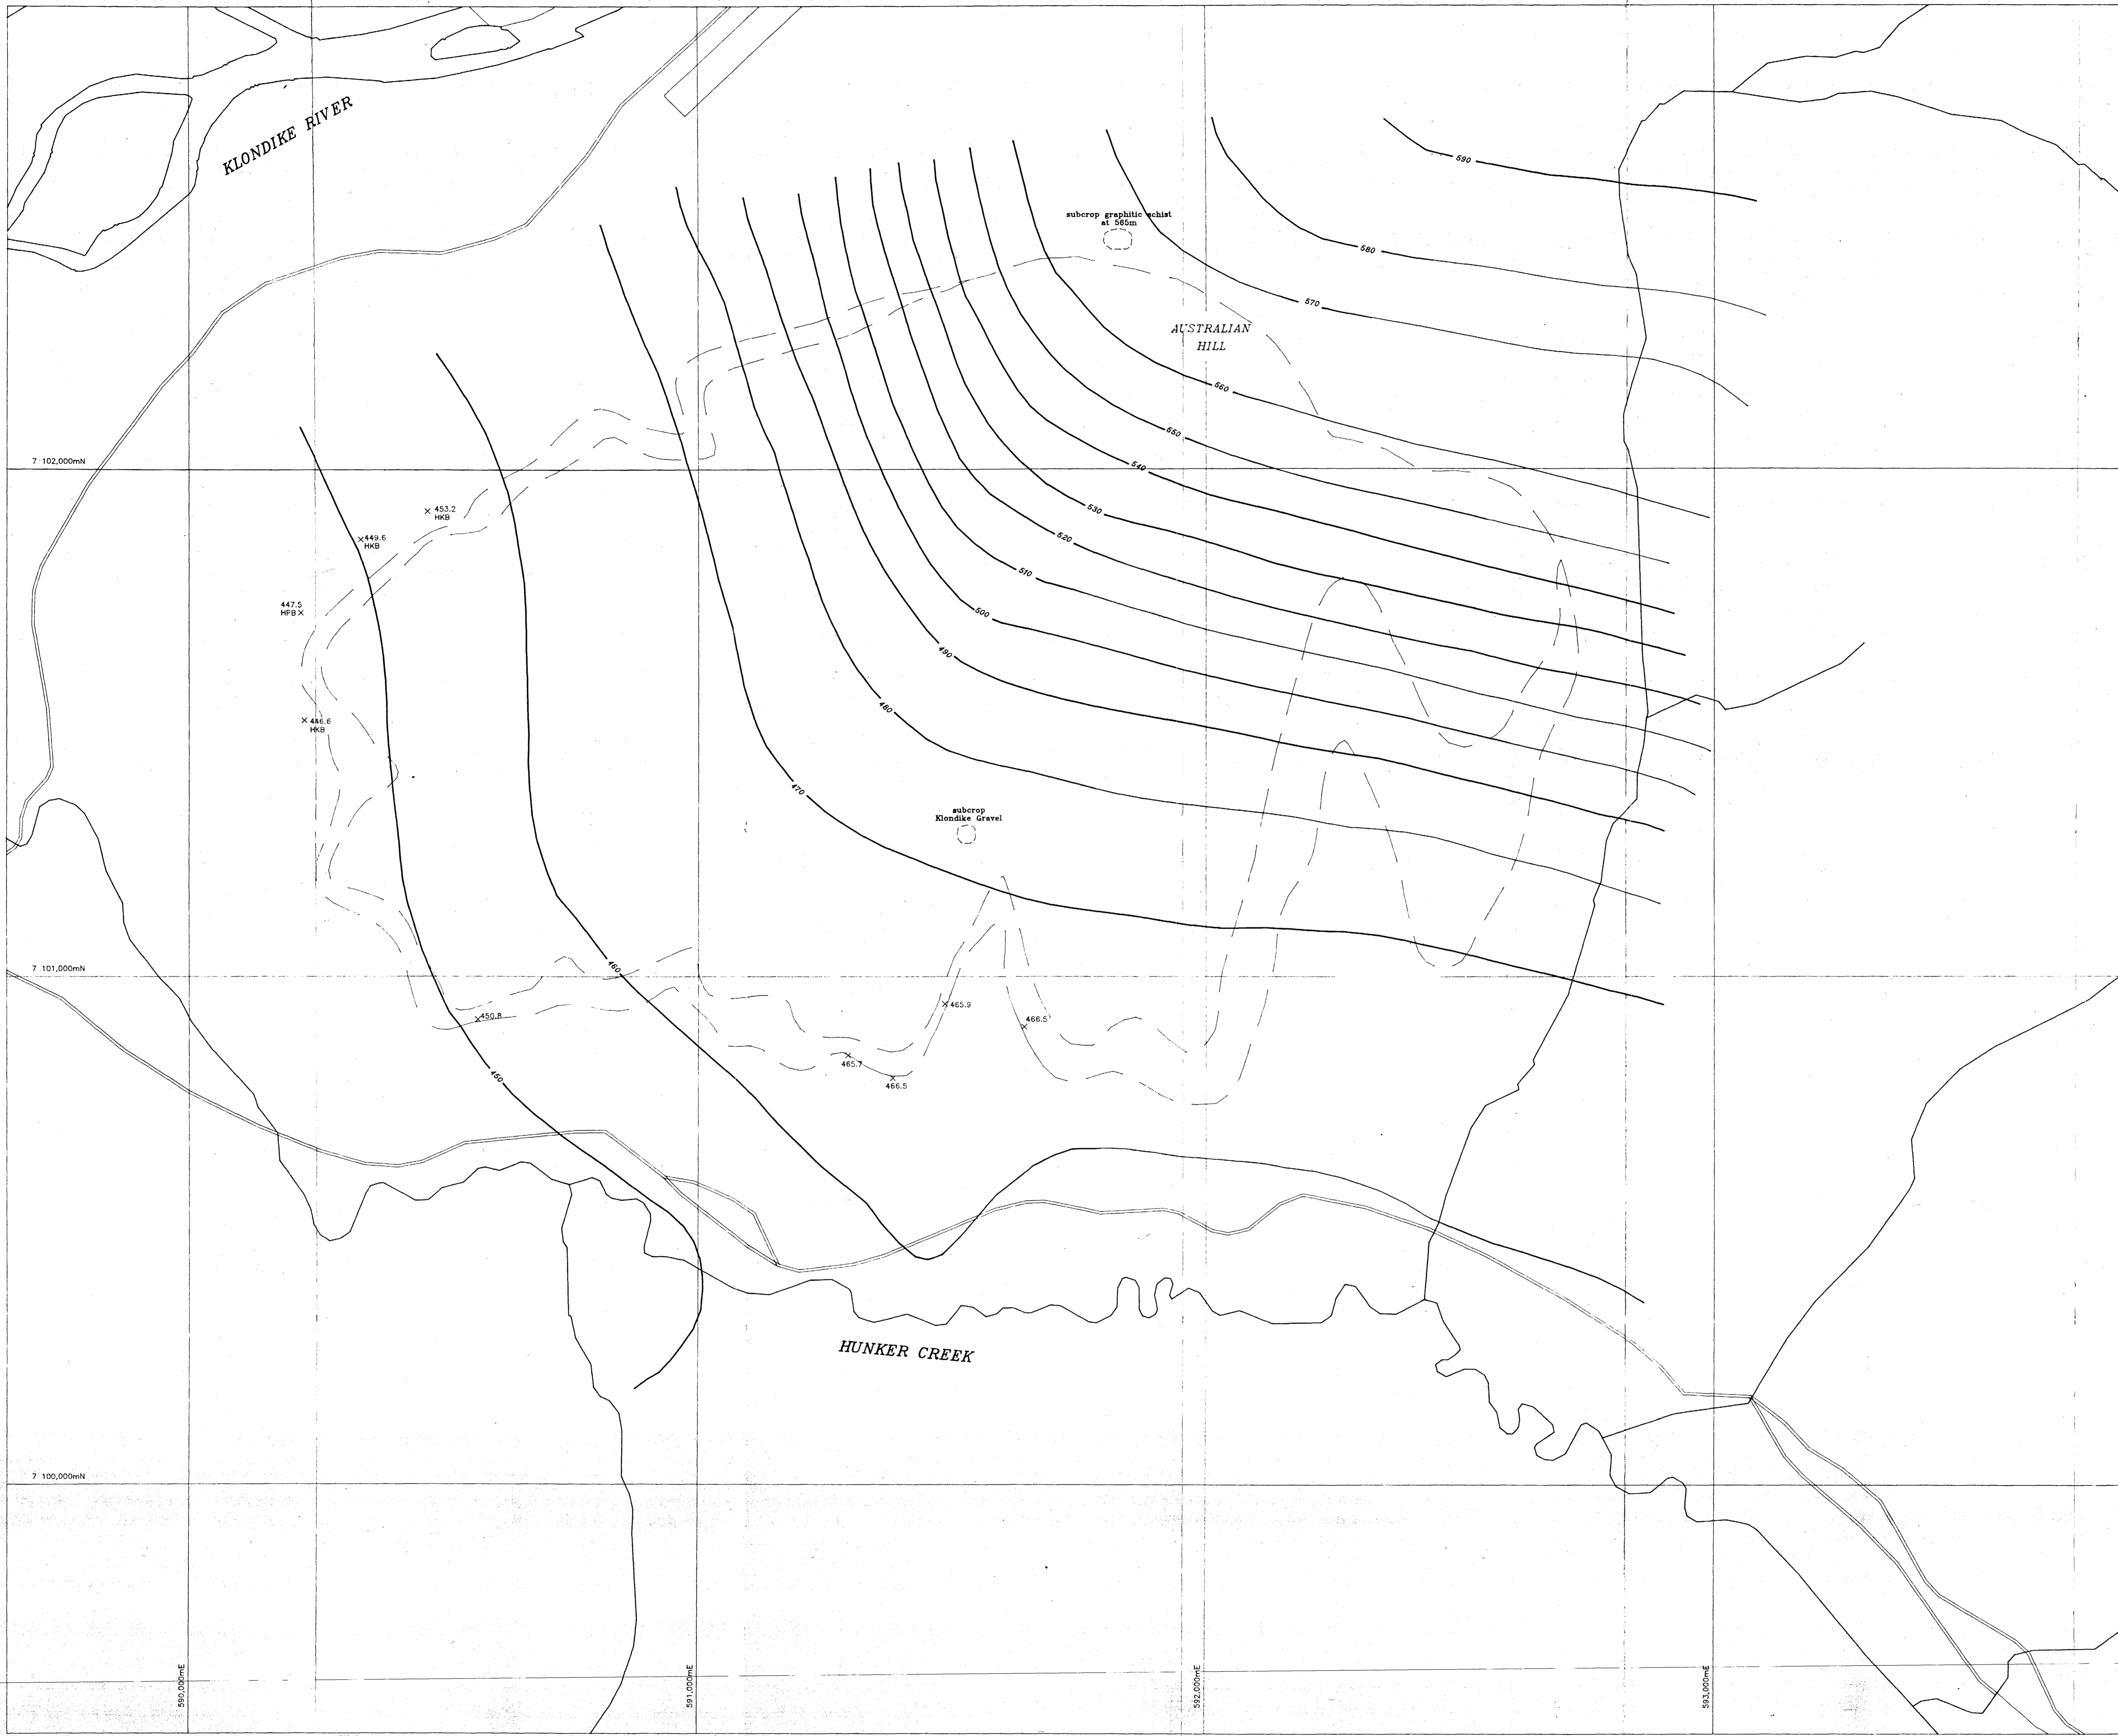 KLONDIKE RIVER
590
subcrop graphitic schist
at 565m
580
570
AUSTRALIAN
HILL
560
550
540
7 102,000mN
530
453.2
HKB
449.6
HKB
520
510
447.5
HPB
500
490
480
446.6
HKB
470
subcrop
Klondike Gravel
460
7 101,000mN
465.9
450.8
466.5
465.7
450
466.5
HUNKER CREEK
7 100,000mN
590,000mE
591,000mE
592,000mE
593,000mE